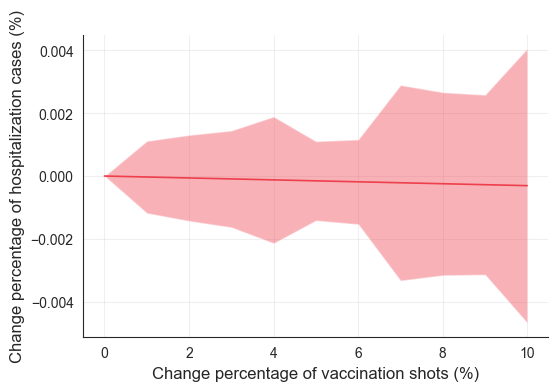 Change percentage of hospitalization cases (%)
0.004
0.002
0.000
−0.002
−0.004
0 2 4 6 8 10
Change percentage of vaccination shots (%)